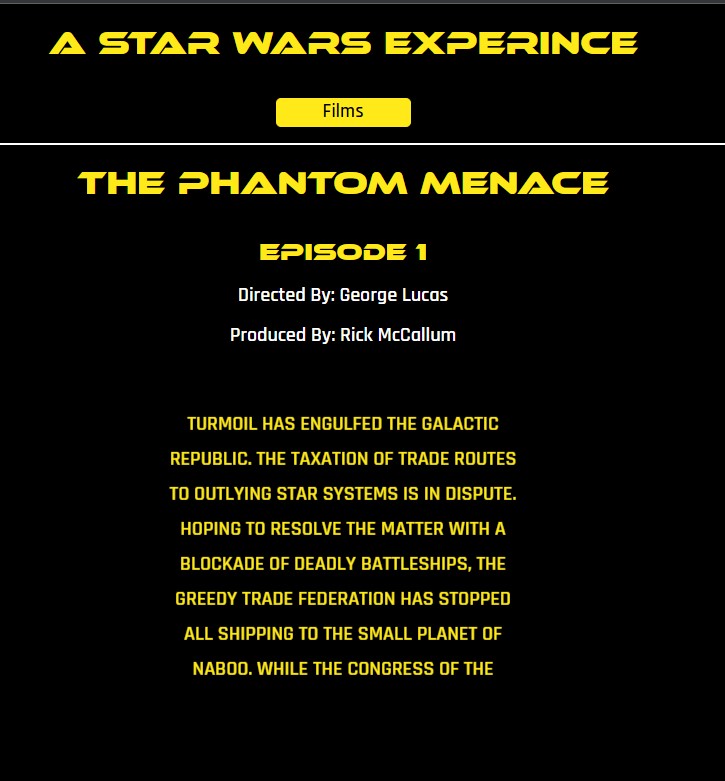 A STAR WARS EXPERINCE
Films
THE PHANTOM MENACE
EPISODE 1
Directed By: George Lucas
Produced By: Rick McCallum
TURMOIL HAS ENGULFED THE GALACTIC
REPUBLIC. THE TAXATION OF TRADE ROUTES
TO OUTLYING STAR SYSTEMS IS IN DISPUTE.
HOPING TO RESOLVE THE MATTER WITH A
BLOCKADE OF DEADLY BATTLESHIPS, THE
GREEDY TRADE FEDERATION HAS STOPPED
ALL SHIPPING TO THE SMALL PLANET OF
NABOO. WHILE THE CONGRESS OF THE